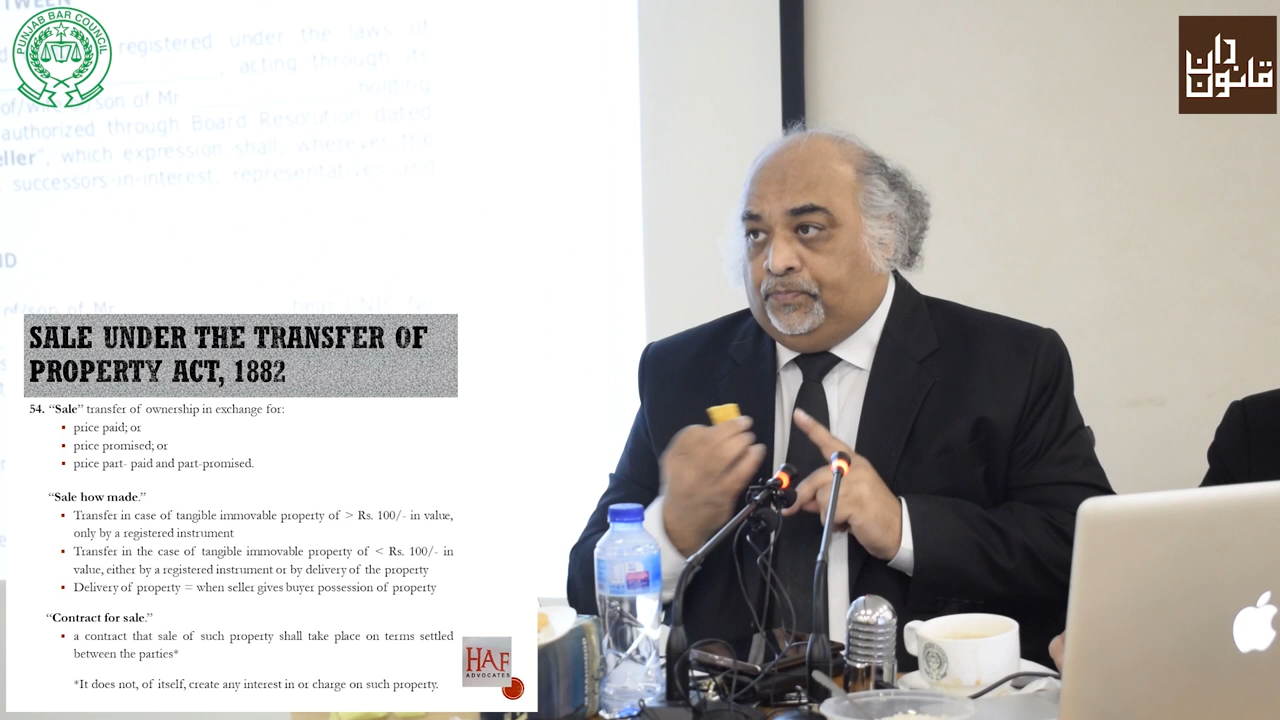 PUNJAB BAR COUNCIL
قانون دان
registered under the laws of
, acting through its
son of Mr
holding
authorized through Board Resolution dated
eller", which expression shall, wherever the
successors-in-interest, representatives and
of/son of Mr
SALE UNDER THE TRANSFER OF
PROPERTY ACT, 1882
54. “Sale” transfer of ownership in exchange for:
▪ price paid; or
▪ price promised; or
▪ price part- paid and part-promised.
“Sale how made.”
▪ Transfer in case of tangible immovable property of > Rs. 100/- in value,
only by a registered instrument
▪ Transfer in the case of tangible immovable property of < Rs. 100/- in
value, either by a registered instrument or by delivery of the property
▪ Delivery of property = when seller gives buyer possession of property
“Contract for sale.”
▪ a contract that sale of such property shall take place on terms settled
between the parties*
*It does not, of itself, create any interest in or charge on such property.
HAF
ADVOCATES